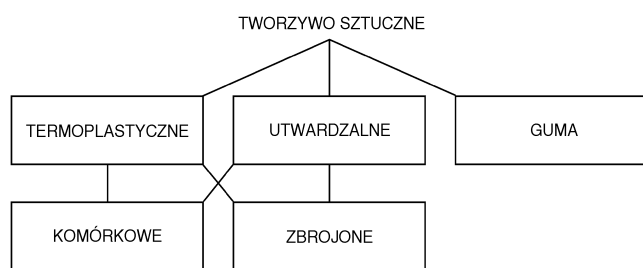 TWORZYWO SZTUCZNE
TERMOPLASTYCZNE
UTWARDZALNE
GUMA
KOMÓRKOWE
ZBROJONE